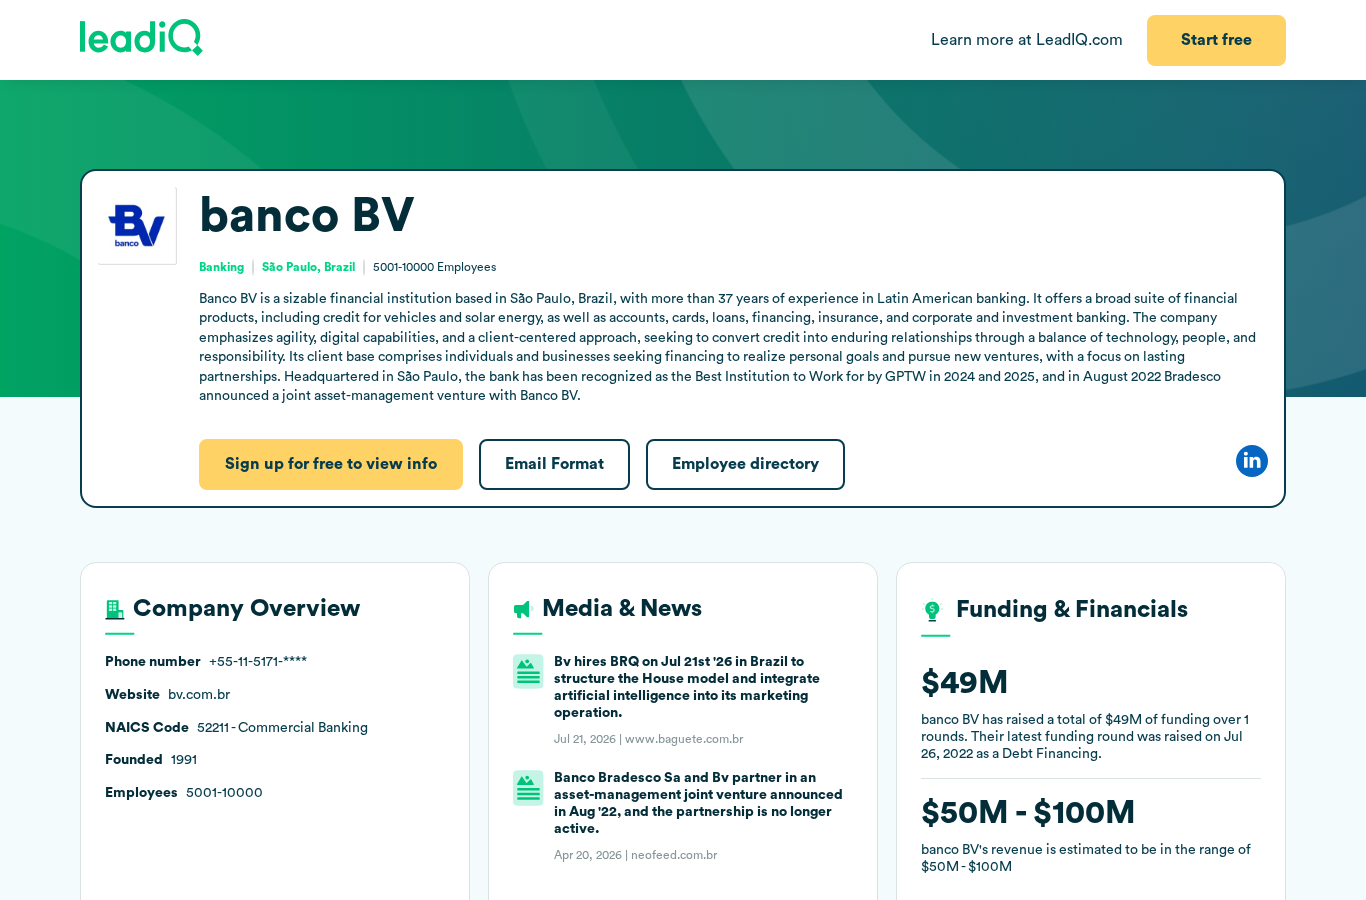 leadiQ
Learn more at LeadIQ.com
Start free
BV
banco
banco BV
Banking
São Paulo, Brazil
5001-10000 Employees
Banco BV is a sizable financial institution based in São Paulo, Brazil, with more than 37 years of experience in Latin American banking. It offers a broad suite of financial
products, including credit for vehicles and solar energy, as well as accounts, cards, loans, financing, insurance, and corporate and investment banking. The company
emphasizes agility, digital capabilities, and a client-centered approach, seeking to convert credit into enduring relationships through a balance of technology, people, and
responsibility. Its client base comprises individuals and businesses seeking financing to realize personal goals and pursue new ventures, with a focus on lasting
partnerships. Headquartered in São Paulo, the bank has been recognized as the Best Institution to Work for by GPTW in 2024 and 2025, and in August 2022 Bradesco
announced a joint asset-management venture with Banco BV.
Sign up for free to view info
Email Format
Employee directory
in
Company Overview
Phone number +55-11-5171-****
Website bv.com.br
NAICS Code 52211 - Commercial Banking
Founded 1991
Employees 5001-10000
Media & News
Bv hires BRQ on Jul 21st '26 in Brazil to
structure the House model and integrate
artificial intelligence into its marketing
operation.
Jul 21, 2026 | www.baguete.com.br
Banco Bradesco Sa and Bv partner in an
asset-management joint venture announced
in Aug '22, and the partnership is no longer
active.
Apr 20, 2026 | neofeed.com.br
Funding & Financials
$49M
banco BV has raised a total of $49M of funding over 1
rounds. Their latest funding round was raised on Jul
26, 2022 as a Debt Financing.
$50M - $100M
banco BV's revenue is estimated to be in the range of
$50M - $100M